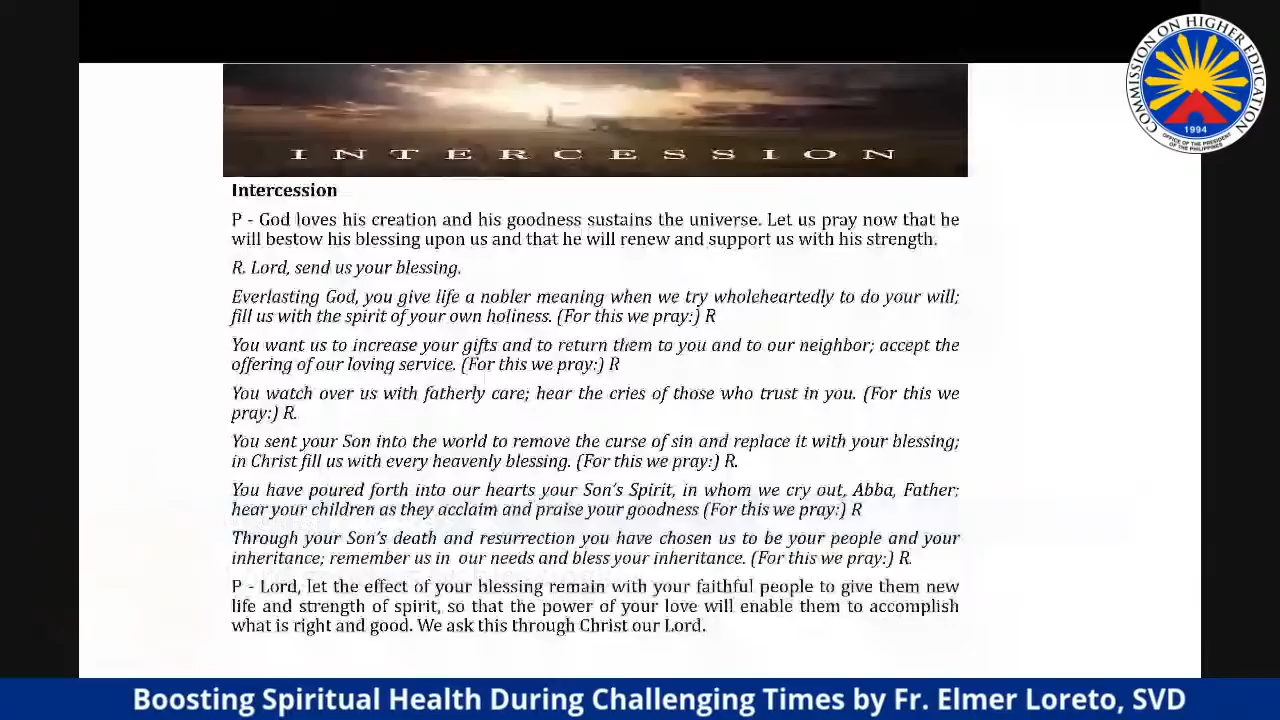 COMMISSION ON HIGHER EDUCATION
1994
OFFICE OF THE PRESIDENT
OF THE PHILIPPINES
INTERCESSION
Intercession
P - God loves his creation and his goodness sustains the universe. Let us pray now that he
will bestow his blessing upon us and that he will renew and support us with his strength.
R. Lord, send us your blessing.
Everlasting God, you give life a nobler meaning when we try wholeheartedly to do your will;
fill us with the spirit of your own holiness. (For this we pray:) R
You want us to increase your gifts and to return them to you and to our neighbor; accept the
offering of our loving service. (For this we pray:) R
You watch over us with fatherly care; hear the cries of those who trust in you. (For this we
pray:) R.
You sent your Son into the world to remove the curse of sin and replace it with your blessing;
in Christ fill us with every heavenly blessing. (For this we pray:) R.
You have poured forth into our hearts your Son's Spirit, in whom we cry out, Abba, Father;
hear your children as they acclaim and praise your goodness (For this we pray:) R
Through your Son's death and resurrection you have chosen us to be your people and your
inheritance; remember us in our needs and bless your inheritance. (For this we pray:) R.
P - Lord, let the effect of your blessing remain with your faithful people to give them new
life and strength of spirit, so that the power of your love will enable them to accomplish
what is right and good. We ask this through Christ our Lord.
Boosting Spiritual Health During Challenging Times by Fr. Elmer Loreto, SVD